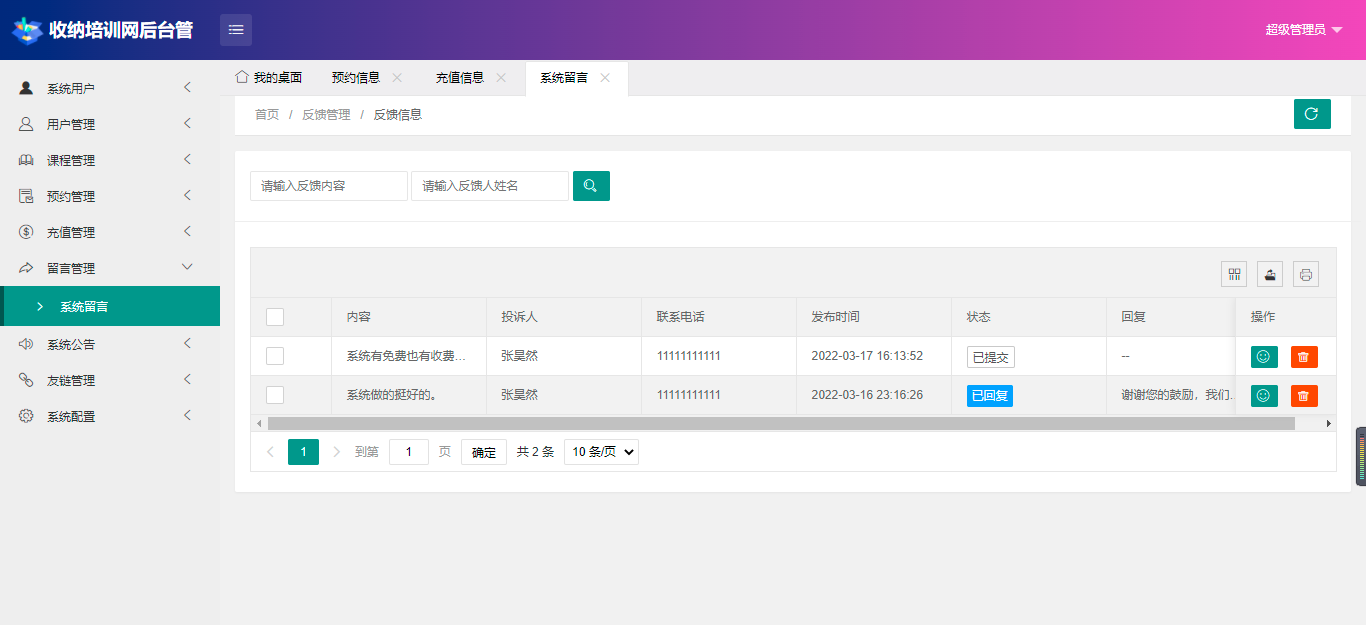 收纳培训网后台管
超级管理员
系统用户
用户管理
课程管理
预约管理
充值管理
留言管理
系统留言
系统公告
友链管理
系统配置
我的桌面 预约信息 充值信息 系统留言
首页 / 反馈管理 / 反馈信息
请输入反馈内容 请输入反馈人姓名
内容 投诉人 联系电话 发布时间 状态 回复 操作
系统有免费也有收费... 张昊然 11111111111 2022-03-17 16:13:52 已提交 --
系统做的挺好的。 张昊然 11111111111 2022-03-16 23:16:26 已回复 谢谢您的鼓励，我们...
1 到第 1 页 确定 共 2 条 10 条/页